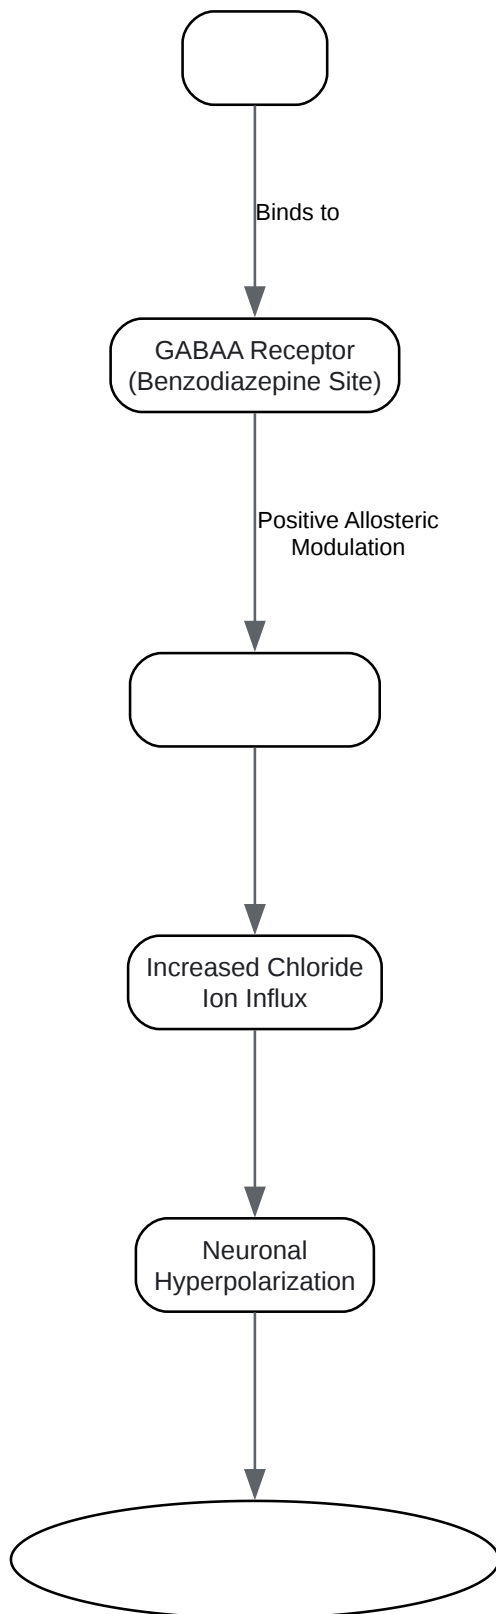 Binds to
GABAA Receptor
(Benzodiazepine Site)
Positive Allosteric
Modulation
Increased Chloride
Ion Influx
Neuronal
Hyperpolarization